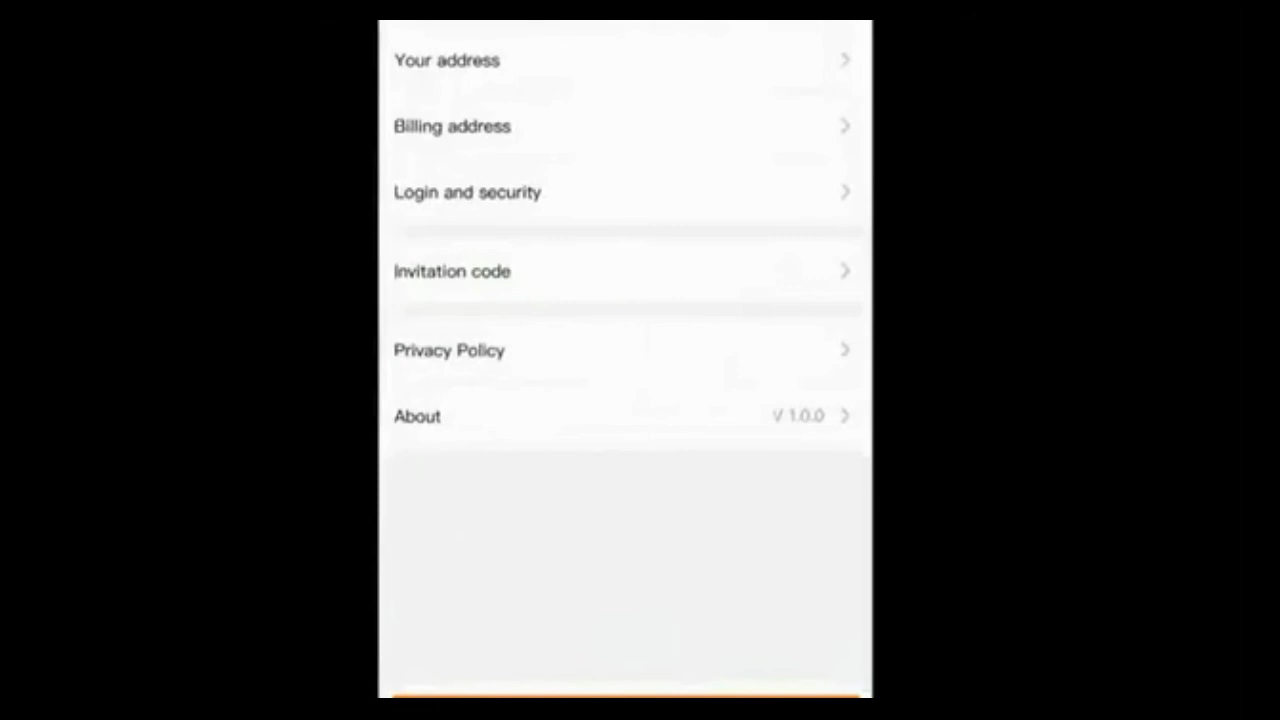 Your address
Billing address
Login and security
Invitation code
Privacy Policy
About V 1.0.0